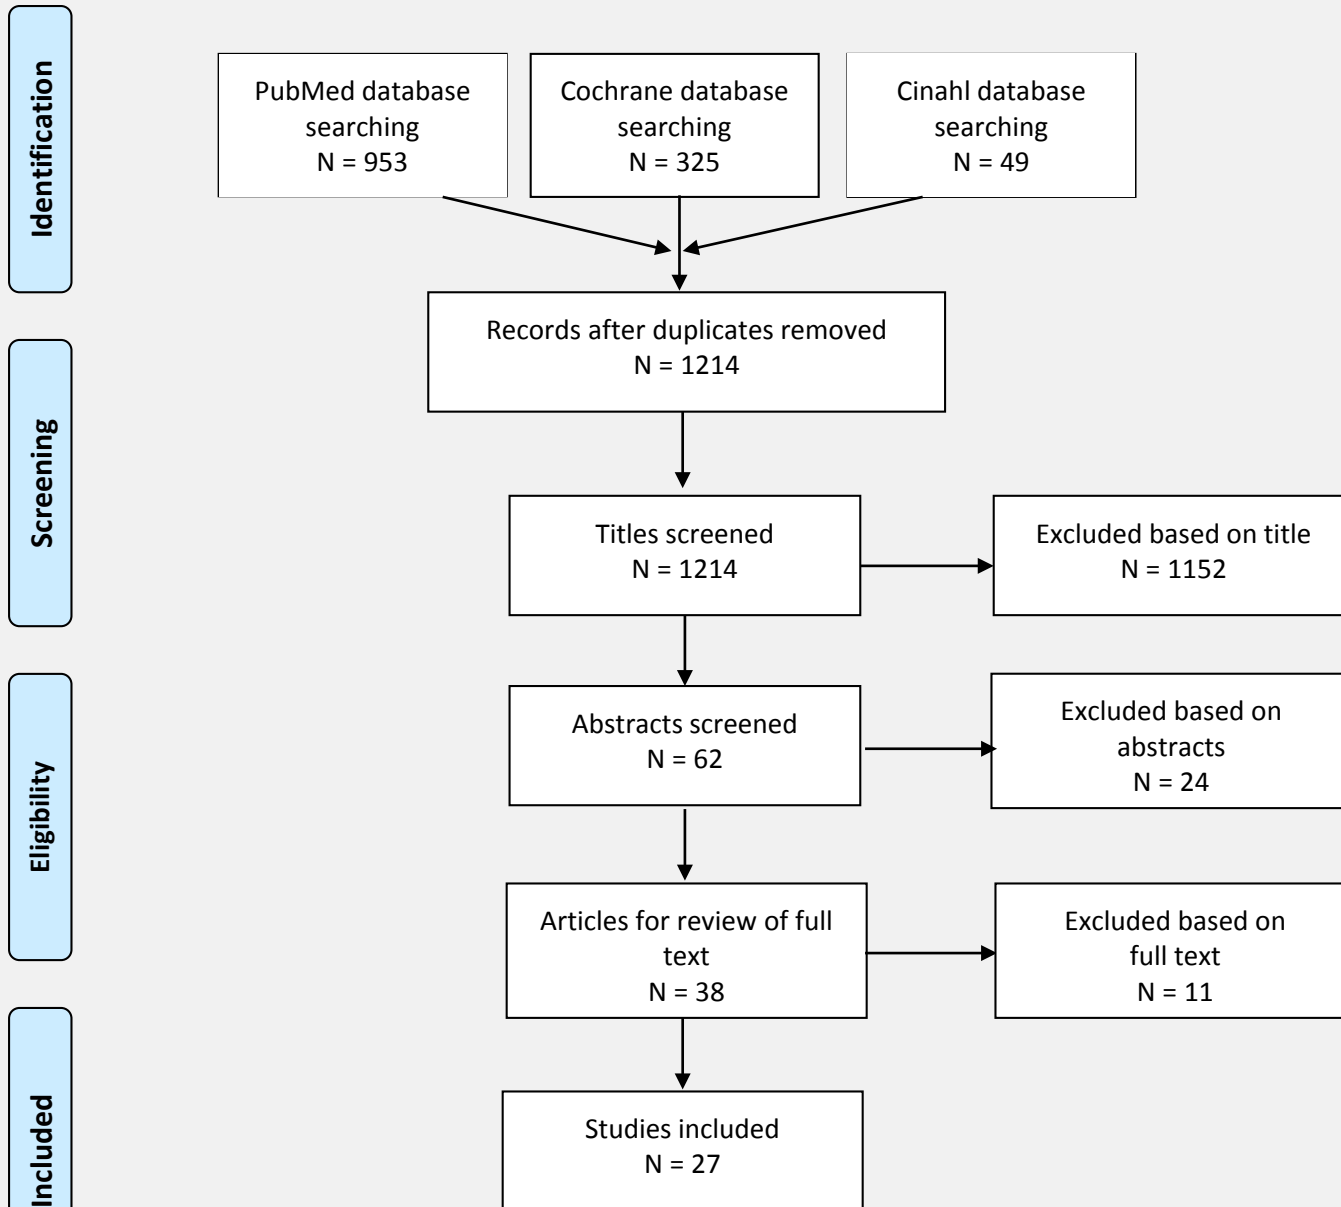 Identification
PubMed database
searching
N = 953
Cochrane database
searching
N = 325
Cinahl database
searching
N = 49
Records after duplicates removed
N = 1214
Screening
Titles screened
N = 1214
Excluded based on title
N = 1152
Abstracts screened
N = 62
Excluded based on
abstracts
N = 24
Eligibility
Articles for review of full
text
N = 38
Excluded based on
full text
N = 11
Included
Studies included
N = 27